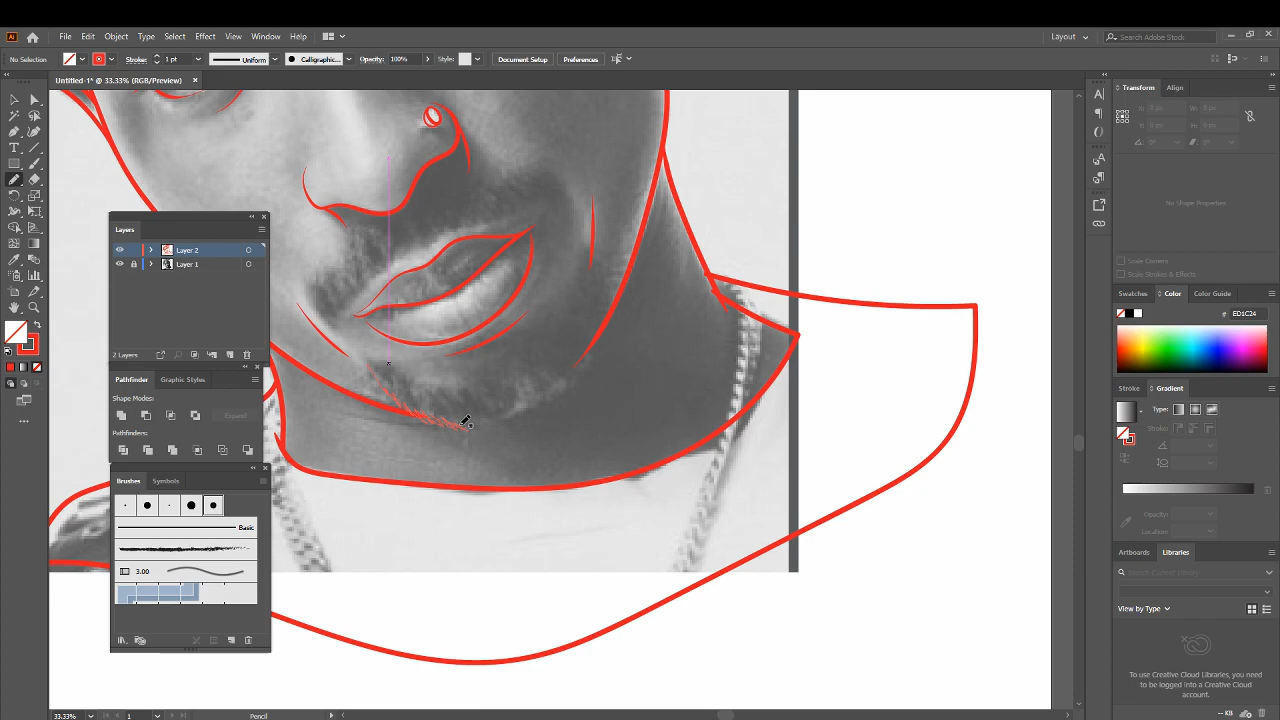 Ai File Edit Object Type Select Effect View Window Help Layout Search Adobe Stock
No Selection Stroke: 1 pt Uniform Calligraphic... Opacity: 100% Style: Document Setup Preferences
Untitled-1* @ 33.33% (RGB/Preview)
Transform Align
No Shape Properties
Scale Corners
Scale Strokes & Effects
Swatches Color Color Guide
# ED1C24
Stroke Gradient
Type:
Stroke:
Opacity:
Location:
Artboards Libraries
Search Current Library
View by Type
To use Creative Cloud Libraries, you need
to be logged into a Creative Cloud
account.
-- KB
Layers
Layer 2
Layer 1
2 Layers
Pathfinder Graphic Styles
Shape Modes:
Expand
Pathfinders:
Brushes Symbols
Basic
3.00
33.33% 1 Pencil